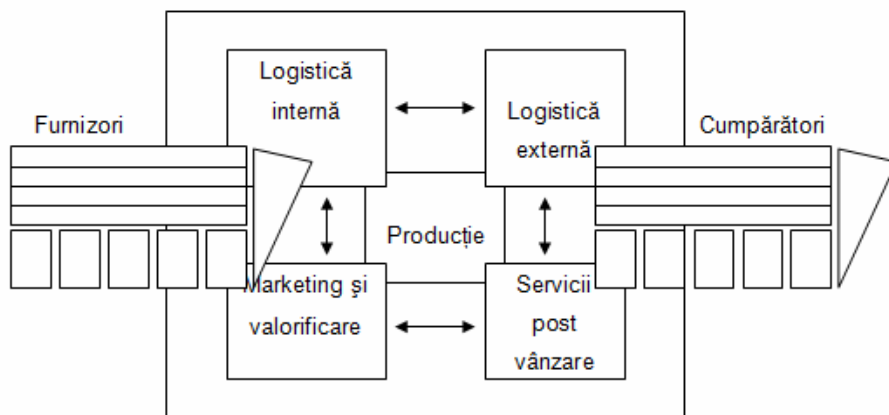 Logistică
internă
Logistică
externă
Furnizori
Cumpărători
Producție
Marketing şi
valorificare
Servicii
post
vânzare